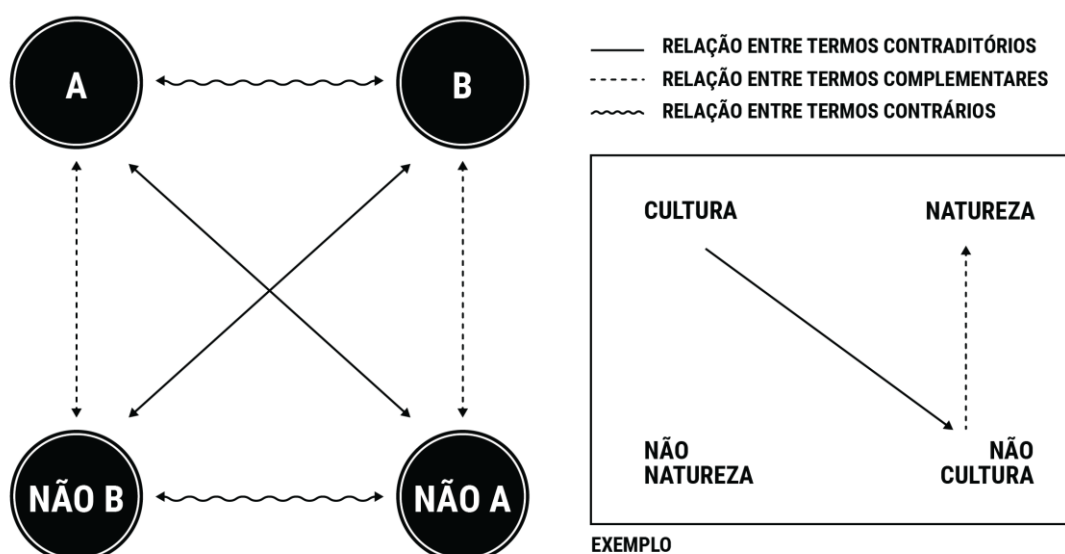 A
B
NÃO B
NÃO A
RELAÇÃO ENTRE TERMOS CONTRADITÓRIOS
RELAÇÃO ENTRE TERMOS COMPLEMENTARES
RELAÇÃO ENTRE TERMOS CONTRÁRIOS
CULTURA
NATUREZA
NÃO
NATUREZA
NÃO
CULTURA
EXEMPLO